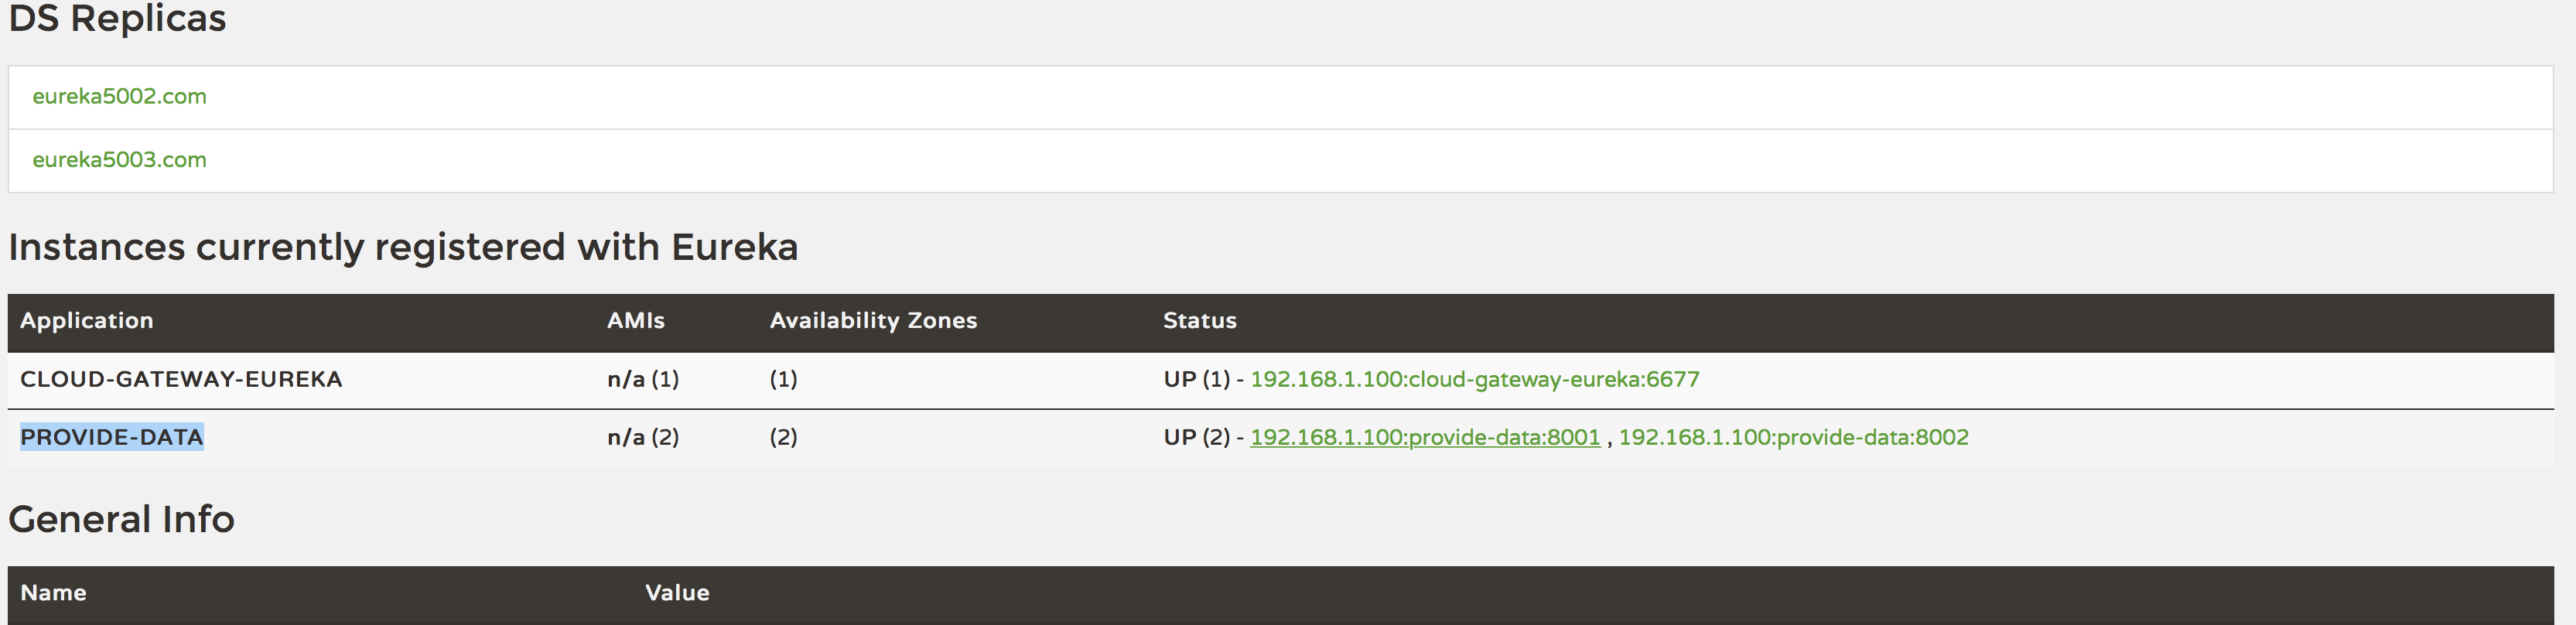 DS Replicas
eureka5002.com
eureka5003.com
Instances currently registered with Eureka
Application AMIs Availability Zones Status
CLOUD-GATEWAY-EUREKA n/a (1) (1) UP (1) - 192.168.1.100:cloud-gateway-eureka:6677
PROVIDE-DATA n/a (2) (2) UP (2) - 192.168.1.100:provide-data:8001 , 192.168.1.100:provide-data:8002
General Info
Name Value